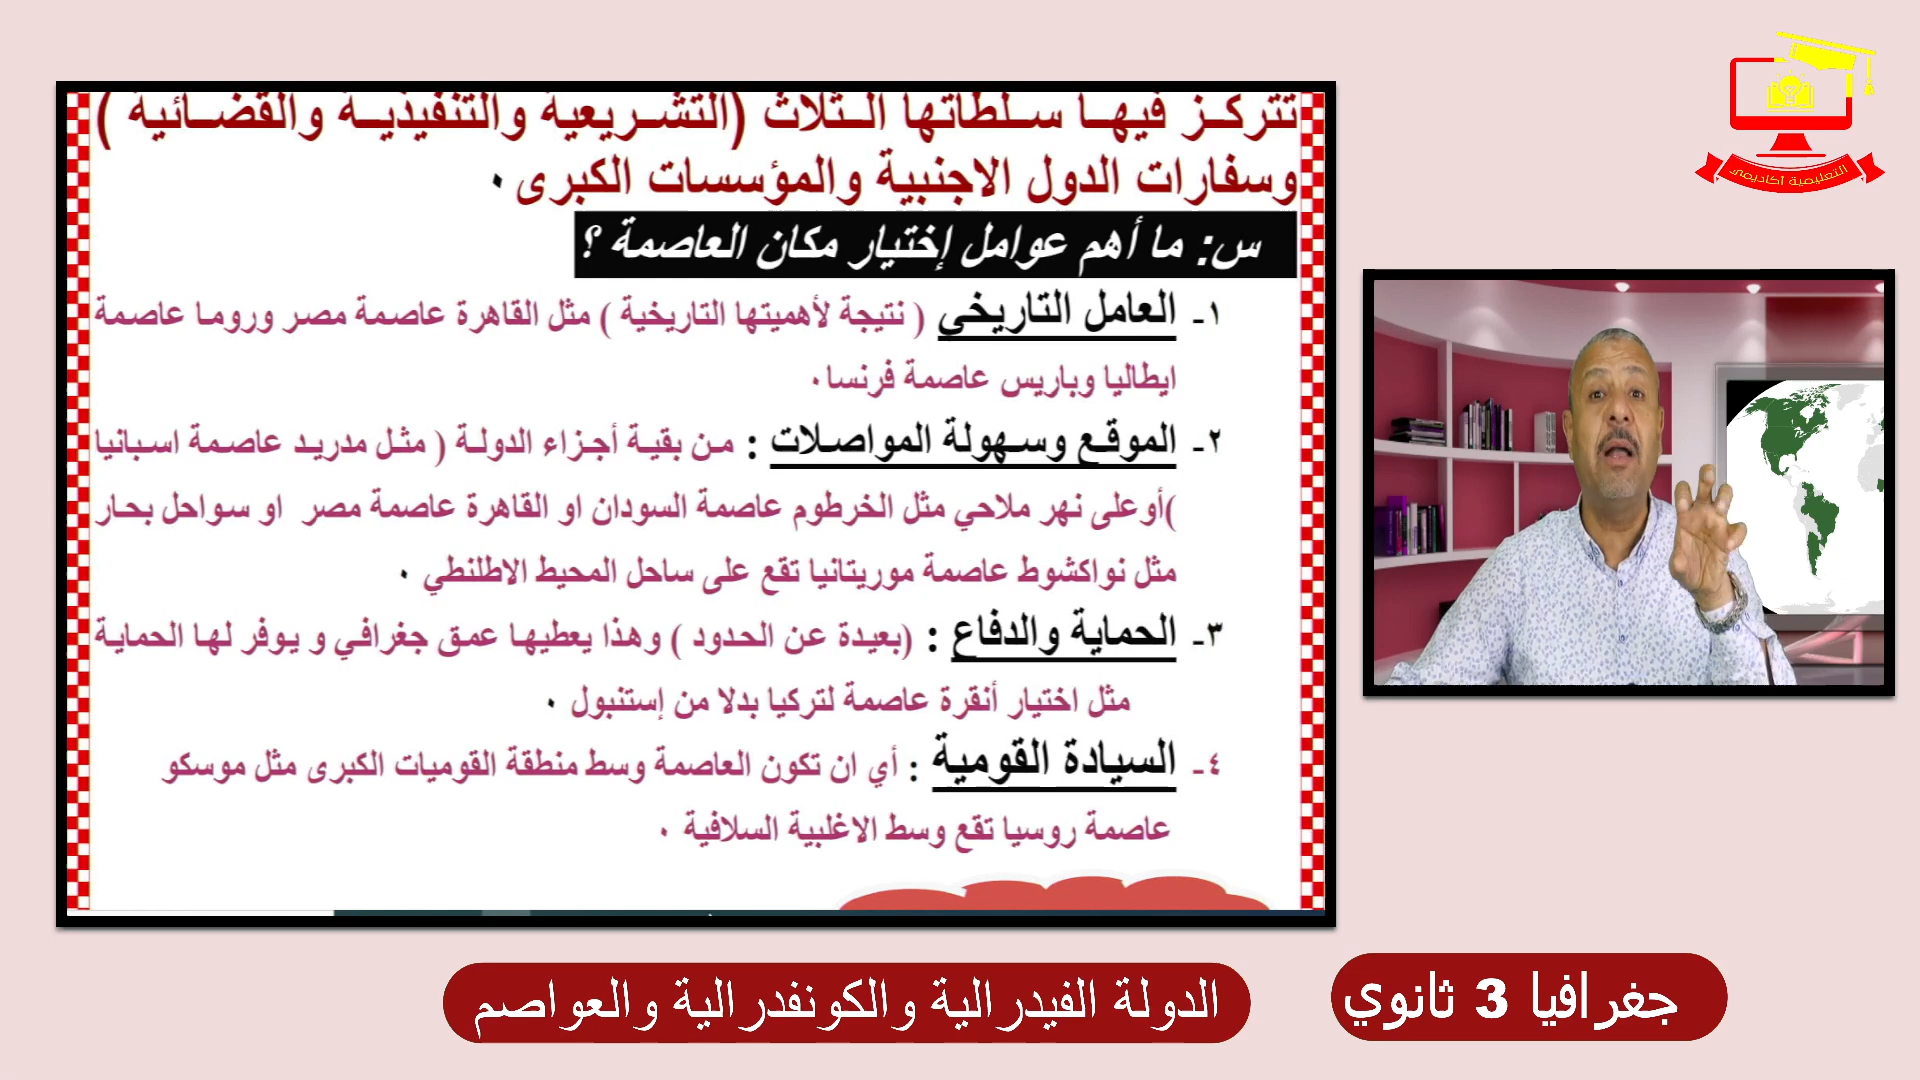 تتركز فيها سلطاتها الثلاث (التشريعية والتنفيذية والقضائية )
وسفارات الدول الاجنبية والمؤسسات الكبرى ٠
س: ما أهم عوامل إختيار مكان العاصمة ؟
١- العامل التاريخي ( نتيجة لأهميتها التاريخية ) مثل القاهرة عاصمة مصر وروما عاصمة
ايطاليا وباريس عاصمة فرنسا٠
٢- الموقع وسهولة المواصلات : من بقية أجزاء الدولة ( مثل مدريد عاصمة اسبانيا
)أوعلى نهر ملاحي مثل الخرطوم عاصمة السودان او القاهرة عاصمة مصر او سواحل بحار
مثل نواكشوط عاصمة موريتانيا تقع على ساحل المحيط الاطلنطي ٠
٣- الحماية والدفاع : (بعيدة عن الحدود ) وهذا يعطيها عمق جغرافي و يوفر لها الحماية
مثل اختيار أنقرة عاصمة لتركيا بدلا من إستنبول ٠
٤- السيادة القومية : أي ان تكون العاصمة وسط منطقة القوميات الكبرى مثل موسكو
عاصمة روسيا تقع وسط الاغلبية السلافية ٠
التعليمية أكاديمي
جغرافيا 3 ثانوي
الدولة الفيدرالية والكونفدرالية والعواصم